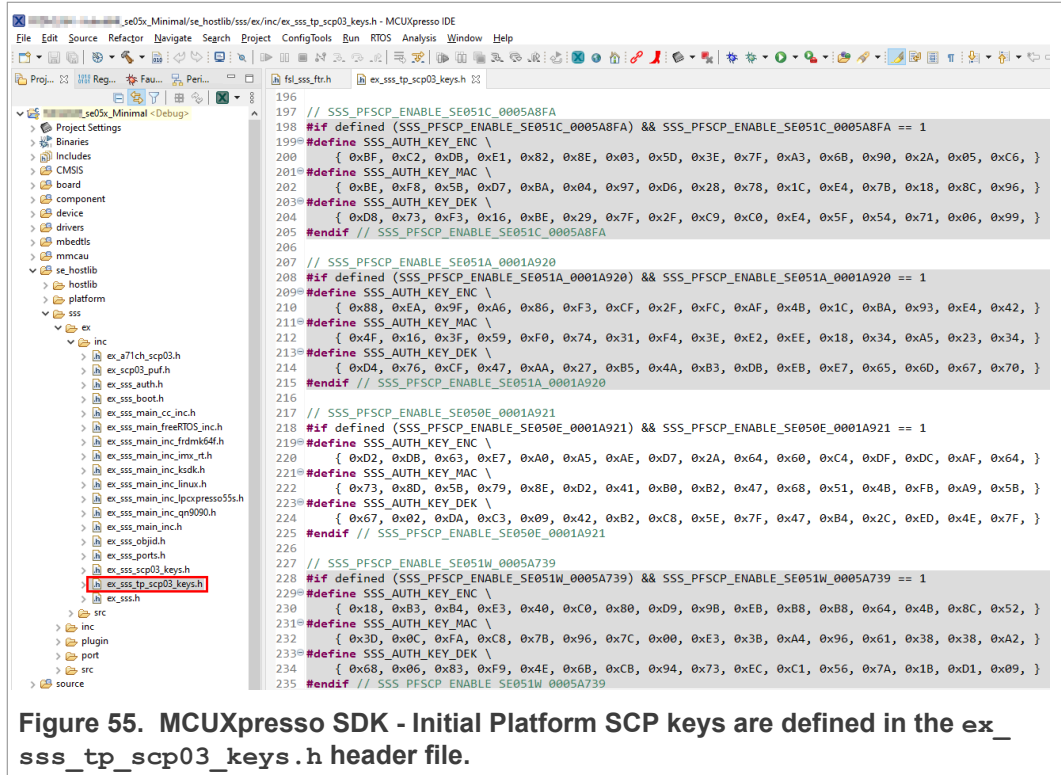 _se05x_Minimal/se_hostlib/sss/ex/inc/ex_sss_tp_scp03_keys.h - MCUXpresso IDE
File Edit Source Refactor Navigate Search Project ConfigTools Run RTOS Analysis Window Help
Proj... Reg... Fau... Peri...
fsl_sss_ftr.h ex_sss_tp_scp03_keys.h
_se05x_Minimal <Debug>
Project Settings
Binaries
Includes
CMSIS
board
component
device
drivers
mbedtls
mmcau
se_hostlib
hostlib
platform
sss
ex
inc
ex_a71ch_scp03.h
ex_scp03_puf.h
ex_sss_auth.h
ex_sss_boot.h
ex_sss_main_cc_inc.h
ex_sss_main_freeRTOS_inc.h
ex_sss_main_inc_frdmk64f.h
ex_sss_main_inc_imx_rt.h
ex_sss_main_inc_ksdk.h
ex_sss_main_inc_linux.h
ex_sss_main_inc_lpcxpresso55s.h
ex_sss_main_inc_qn9090.h
ex_sss_main_inc.h
ex_sss_objid.h
ex_sss_ports.h
ex_sss_scp03_keys.h
ex_sss_tp_scp03_keys.h
ex_sss.h
src
inc
plugin
port
src
source
196
197 // SSS_PFSCP_ENABLE_SE051C_0005A8FA
198 #if defined (SSS_PFSCP_ENABLE_SE051C_0005A8FA) && SSS_PFSCP_ENABLE_SE051C_0005A8FA == 1
199 #define SSS_AUTH_KEY_ENC \
200 { 0xBF, 0xC2, 0xDB, 0xE1, 0x82, 0x8E, 0x03, 0x5D, 0x3E, 0x7F, 0xA3, 0x6B, 0x90, 0x2A, 0x05, 0xC6, }
201 #define SSS_AUTH_KEY_MAC \
202 { 0xBE, 0xF8, 0x5B, 0xD7, 0xBA, 0x04, 0x97, 0xD6, 0x28, 0x78, 0x1C, 0xE4, 0x7B, 0x18, 0x8C, 0x96, }
203 #define SSS_AUTH_KEY_DEK \
204 { 0xD8, 0x73, 0xF3, 0x16, 0xBE, 0x29, 0x7F, 0x2F, 0xC9, 0xC0, 0xE4, 0x5F, 0x54, 0x71, 0x06, 0x99, }
205 #endif // SSS_PFSCP_ENABLE_SE051C_0005A8FA
206
207 // SSS_PFSCP_ENABLE_SE051A_0001A920
208 #if defined (SSS_PFSCP_ENABLE_SE051A_0001A920) && SSS_PFSCP_ENABLE_SE051A_0001A920 == 1
209 #define SSS_AUTH_KEY_ENC \
210 { 0x88, 0xEA, 0x9F, 0xA6, 0x86, 0xF3, 0xCF, 0x2F, 0xFC, 0xAF, 0x4B, 0x1C, 0xBA, 0x93, 0xE4, 0x42, }
211 #define SSS_AUTH_KEY_MAC \
212 { 0x4F, 0x16, 0x3F, 0x59, 0xF0, 0x74, 0x31, 0xF4, 0x3E, 0xE2, 0xEE, 0x18, 0x34, 0xA5, 0x23, 0x34, }
213 #define SSS_AUTH_KEY_DEK \
214 { 0xD4, 0x76, 0xCF, 0x47, 0xAA, 0x27, 0xB5, 0x4A, 0xB3, 0xDB, 0xEB, 0xE7, 0x65, 0x6D, 0x67, 0x70, }
215 #endif // SSS_PFSCP_ENABLE_SE051A_0001A920
216
217 // SSS_PFSCP_ENABLE_SE050E_0001A921
218 #if defined (SSS_PFSCP_ENABLE_SE050E_0001A921) && SSS_PFSCP_ENABLE_SE050E_0001A921 == 1
219 #define SSS_AUTH_KEY_ENC \
220 { 0xD2, 0xDB, 0x63, 0xE7, 0xA0, 0xA5, 0xAE, 0xD7, 0x2A, 0x64, 0x60, 0xC4, 0xDF, 0xDC, 0xAF, 0x64, }
221 #define SSS_AUTH_KEY_MAC \
222 { 0x73, 0x8D, 0x5B, 0x79, 0x8E, 0xD2, 0x41, 0xB0, 0xB2, 0x47, 0x68, 0x51, 0x4B, 0xFB, 0xA9, 0x5B, }
223 #define SSS_AUTH_KEY_DEK \
224 { 0x67, 0x02, 0xDA, 0xC3, 0x09, 0x42, 0xB2, 0xC8, 0x5E, 0x7F, 0x47, 0xB4, 0x2C, 0xED, 0x4E, 0x7F, }
225 #endif // SSS_PFSCP_ENABLE_SE050E_0001A921
226
227 // SSS_PFSCP_ENABLE_SE051W_0005A739
228 #if defined (SSS_PFSCP_ENABLE_SE051W_0005A739) && SSS_PFSCP_ENABLE_SE051W_0005A739 == 1
229 #define SSS_AUTH_KEY_ENC \
230 { 0x18, 0xB3, 0xB4, 0xE3, 0x40, 0xC0, 0x80, 0xD9, 0x9B, 0xEB, 0xB8, 0xB8, 0x64, 0x4B, 0x8C, 0x52, }
231 #define SSS_AUTH_KEY_MAC \
232 { 0x3D, 0x0C, 0xFA, 0xC8, 0x7B, 0x96, 0x7C, 0x00, 0xE3, 0x3B, 0xA4, 0x96, 0x61, 0x38, 0x38, 0xA2, }
233 #define SSS_AUTH_KEY_DEK \
234 { 0x68, 0x06, 0x83, 0xF9, 0x4E, 0x6B, 0xCB, 0x94, 0x73, 0xEC, 0xC1, 0x56, 0x7A, 0x1B, 0xD1, 0x09, }
235 #endif // SSS_PFSCP_ENABLE_SE051W_0005A739
Figure 55. MCUXpresso SDK - Initial Platform SCP keys are defined in the ex_
sss_tp_scp03_keys.h header file.